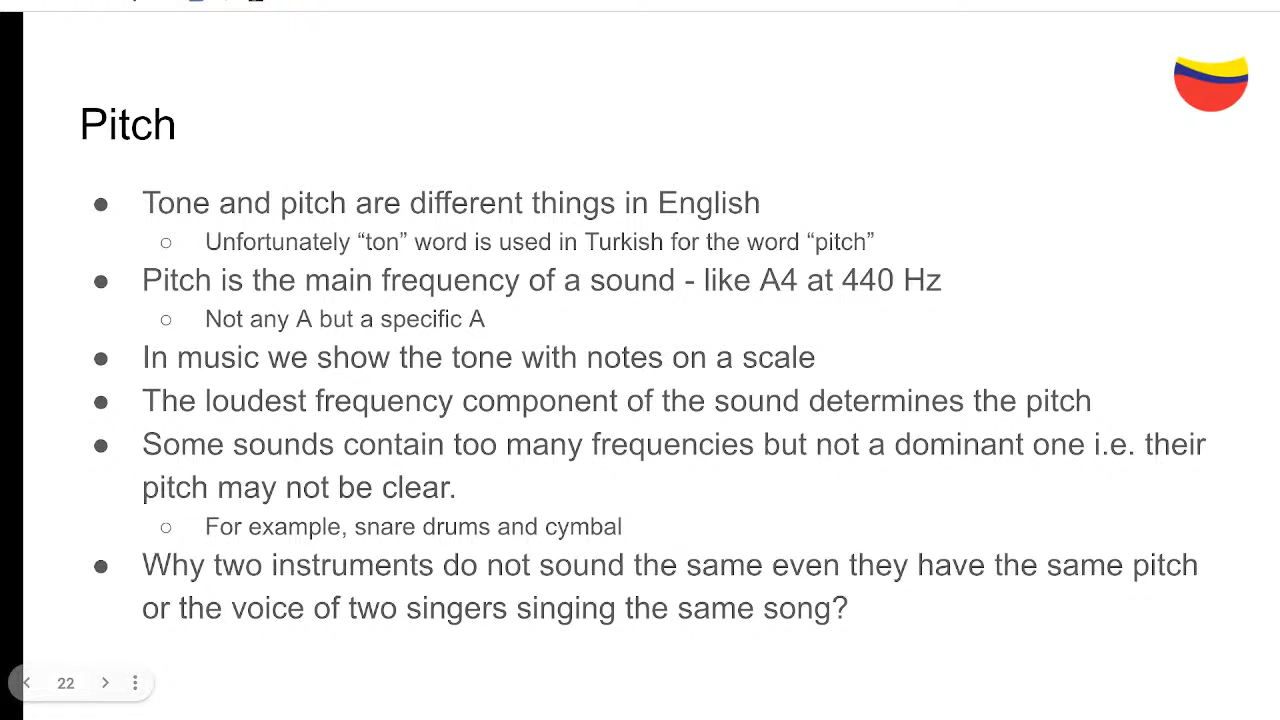 Pitch
● Tone and pitch are different things in English
○ Unfortunately “ton” word is used in Turkish for the word “pitch”
● Pitch is the main frequency of a sound - like A4 at 440 Hz
○ Not any A but a specific A
● In music we show the tone with notes on a scale
● The loudest frequency component of the sound determines the pitch
● Some sounds contain too many frequencies but not a dominant one i.e. their
pitch may not be clear.
○ For example, snare drums and cymbal
● Why two instruments do not sound the same even they have the same pitch
or the voice of two singers singing the same song?
22